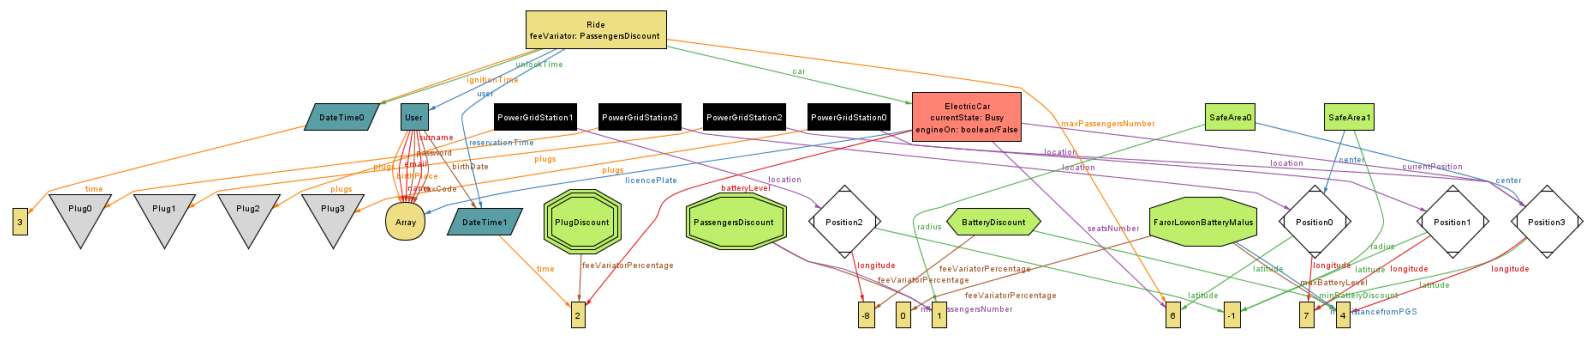 Ride
feeVariator: PassengersDiscount
unlockTime
ignitionTime
car
user
DateTime0
User
PowerGridStation1
PowerGridStation3
PowerGridStation2
PowerGridStation0
ElectricCar
currentState: Busy
engineOn: boolean/False
SafeArea0
SafeArea1
maxPassengersNumber
surname
reservationTime
password
email
plugs
birthDate
plugs
location
center
location
currentPosition
birthPlace
plugs
location
location
time
plugs
name
licencePlate
batteryLevel
center
3
Plug0
Plug1
Plug2
Plug3
Array
DateTime1
PlugDiscount
PassengersDiscount
Position2
BatteryDiscount
FarorLowonBatteryMalus
Position0
Position1
Position3
radius
seatsNumber
radius
time
feeVariatorPercentage
longitude
feeVariatorPercentage
feeVariatorPercentage
latitude
longitude
latitude
longitude
longitude
maxBatteryLevel
latitude
feeVariatorPercentage
latitude
minBatteryDiscount
2
-8
0
1
6
-1
7
4